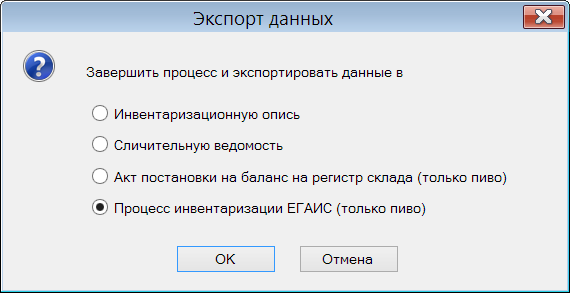 Экспорт данных
Завершить процесс и экспортировать данные в
Инвентаризационную опись
Сличительную ведомость
Акт постановки на баланс на регистр склада (только пиво)
Процесс инвентаризации ЕГАИС (только пиво)
OK
Отмена